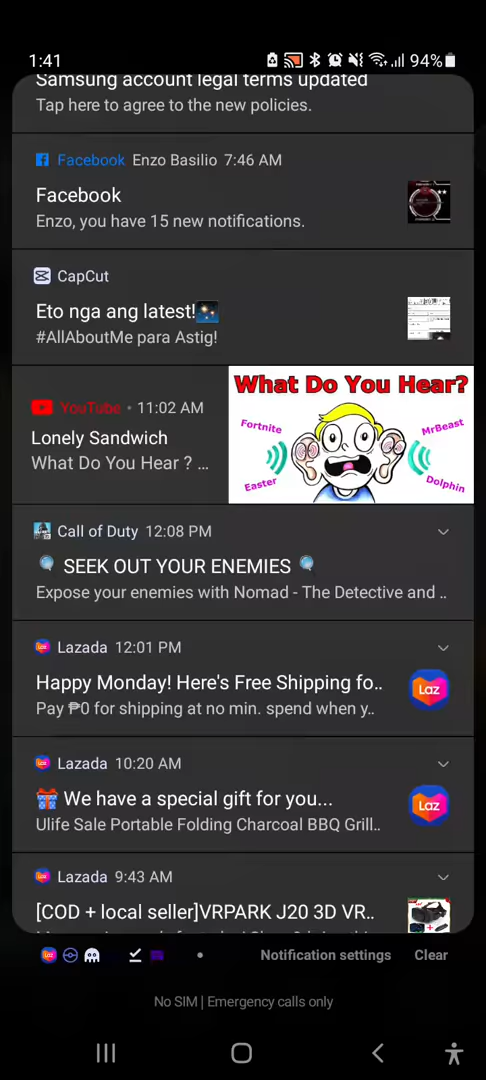 1:41 94%
Samsung account legal terms updated
Tap here to agree to the new policies.
Facebook Enzo Basilio 7:46 AM
Facebook
Enzo, you have 15 new notifications.
CapCut
Eto nga ang latest!🌌
#AllAboutMe para Astig!
YouTube • 11:02 AM
Lonely Sandwich
What Do You Hear ? ...
What Do You Hear?
Fortnite
MrBeast
Easter
Dolphin
Call of Duty 12:08 PM
🔍 SEEK OUT YOUR ENEMIES 🔍
Expose your enemies with Nomad - The Detective and ..
Lazada 12:01 PM
Happy Monday! Here's Free Shipping fo..
Pay ₱0 for shipping at no min. spend when y..
Laz
Lazada 10:20 AM
🎁 We have a special gift for you...
Ulife Sale Portable Folding Charcoal BBQ Grill..
Laz
Lazada 9:43 AM
[COD + local seller]VRPARK J20 3D VR..
Notification settings Clear
No SIM | Emergency calls only